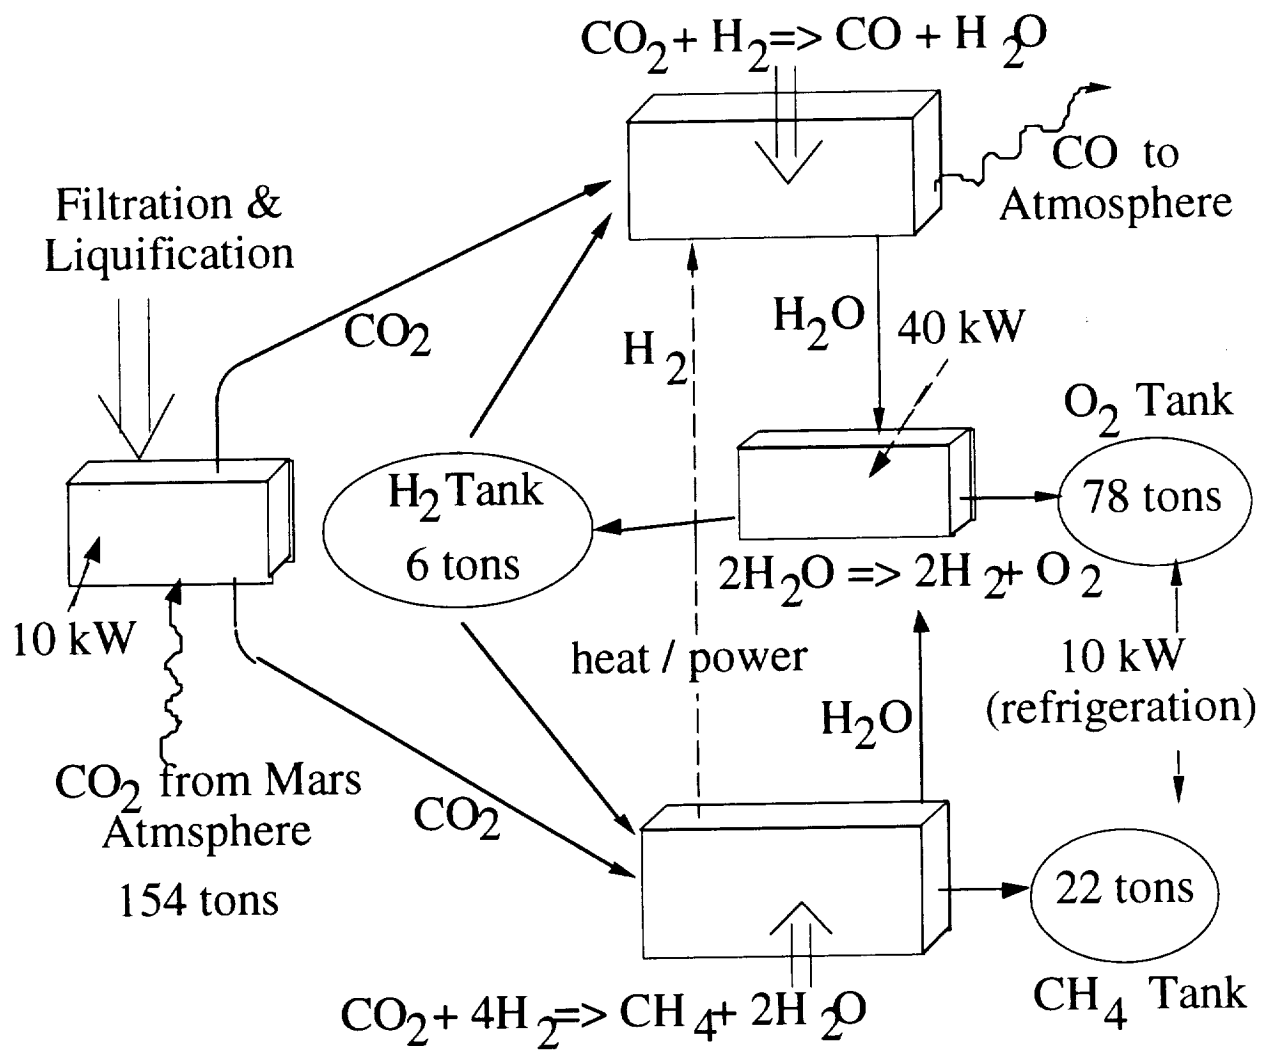 CO2 + H2 => CO + H2O
CO to
Atmosphere
Filtration &
Liquification
CO2
H2
H2O
40 kW
O2 Tank
78 tons
H2 Tank
6 tons
2H2O => 2H2 + O2
10 kW
heat / power
10 kW
(refrigeration)
H2O
CO2 from Mars
Atmsphere
154 tons
CO2
22 tons
CH4 Tank
CO2 + 4H2 => CH4 + 2H2O